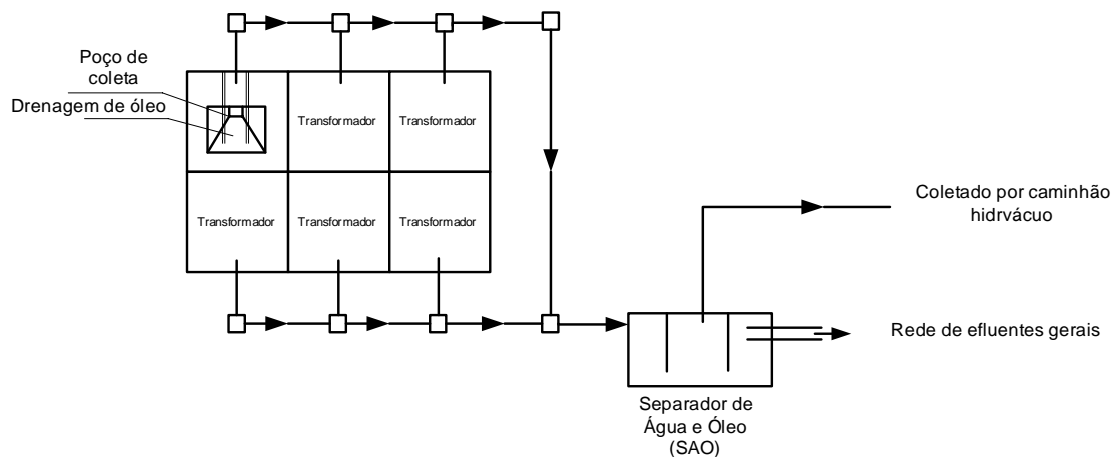 Poço de
coleta
Drenagem de óleo
Transformador
Transformador
Transformador
Transformador
Transformador
Coletado por caminhão
hidrvácuo
Rede de efluentes gerais
Separador de
Água e Óleo
(SAO)